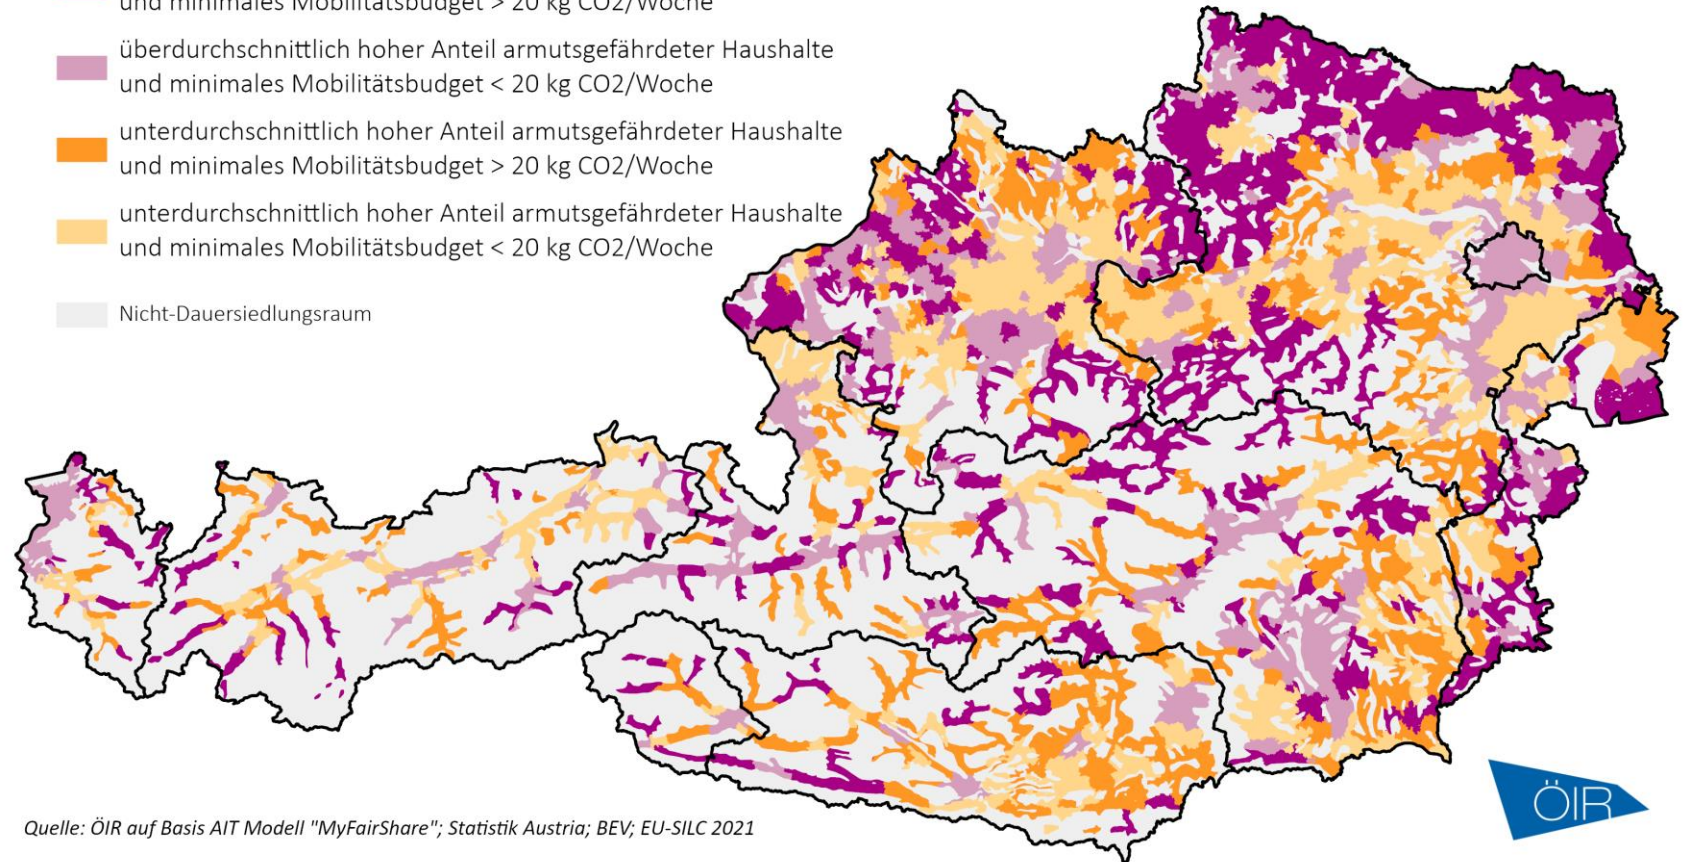 und minimales Mobilitätsbudget > 20 kg CO2/Woche
überdurchschnittlich hoher Anteil armutsgefährdeter Haushalte
und minimales Mobilitätsbudget < 20 kg CO2/Woche
unterdurchschnittlich hoher Anteil armutsgefährdeter Haushalte
und minimales Mobilitätsbudget > 20 kg CO2/Woche
unterdurchschnittlich hoher Anteil armutsgefährdeter Haushalte
und minimales Mobilitätsbudget < 20 kg CO2/Woche
Nicht-Dauersiedlungsraum
Quelle: ÖIR auf Basis AIT Modell "MyFairShare"; Statistik Austria; BEV; EU-SILC 2021
ÖIR